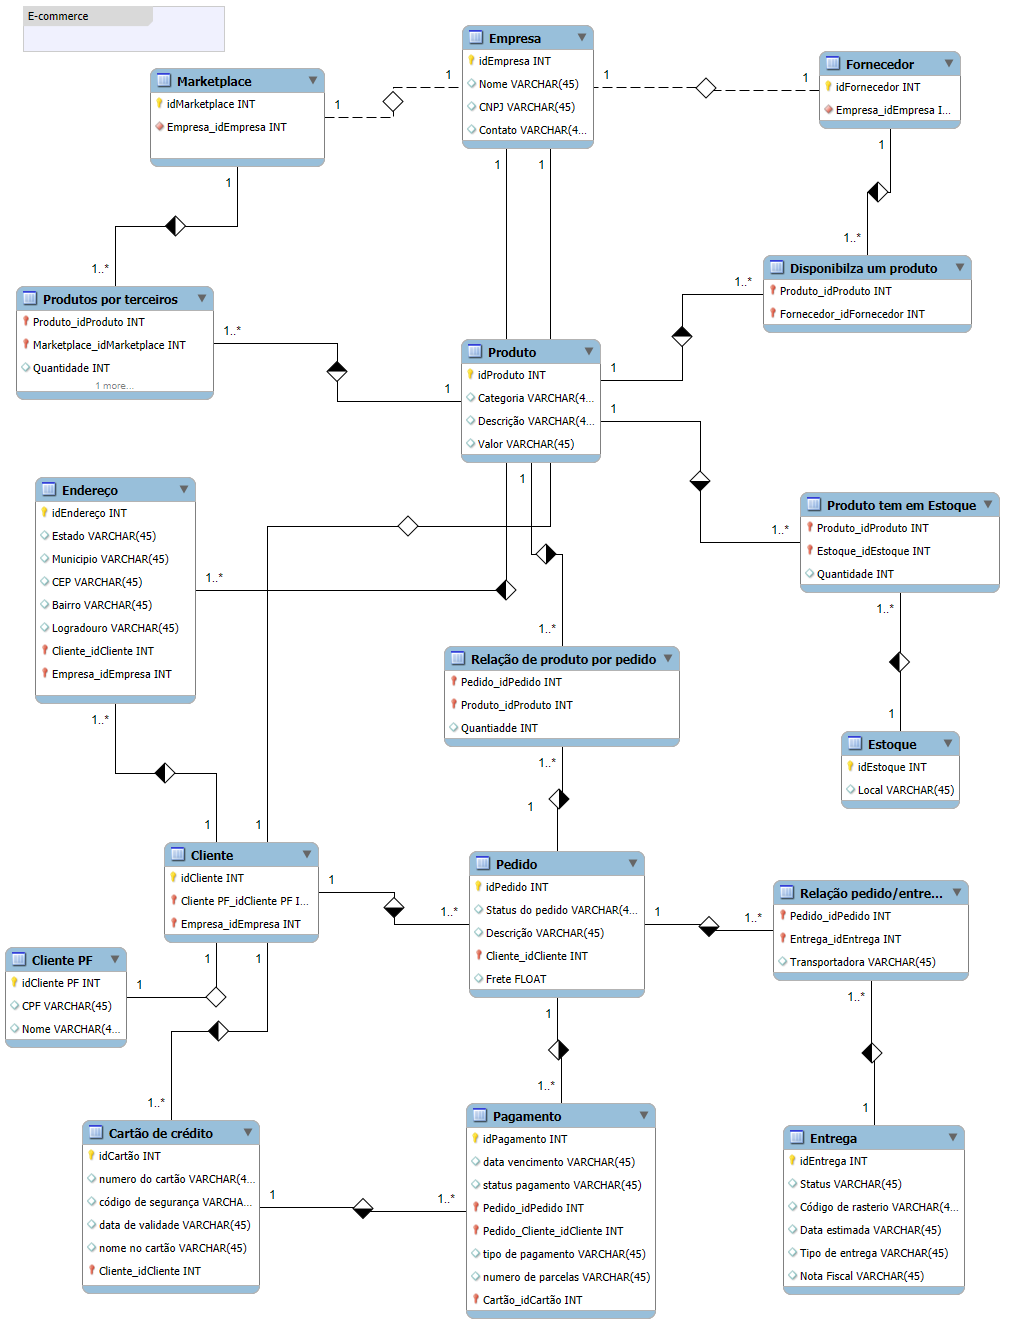 E-commerce
Empresa
idEmpresa INT
Nome VARCHAR(45)
CNPJ VARCHAR(45)
Contato VARCHAR(4...
Marketplace
idMarketplace INT
Empresa_idEmpresa INT
Fornecedor
idFornecedor INT
Empresa_idEmpresa I...
1
1
1
1
1
1
1
1
1..*
1..*
1..*
Disponibilza um produto
Produto_idProduto INT
Fornecedor_idFornecedor INT
Produtos por terceiros
Produto_idProduto INT
Marketplace_idMarketplace INT
Quantidade INT
1 more...
1..*
1
Produto
idProduto INT
Categoria VARCHAR(4...
Descrição VARCHAR(4...
Valor VARCHAR(45)
1
1
1
Endereço
idEndereço INT
Estado VARCHAR(45)
Municipio VARCHAR(45)
CEP VARCHAR(45)
Bairro VARCHAR(45)
Logradouro VARCHAR(45)
Cliente_idCliente INT
Empresa_idEmpresa INT
1..*
1..*
Produto tem em Estoque
Produto_idProduto INT
Estoque_idEstoque INT
Quantidade INT
1..*
1..*
1..*
Relação de produto por pedido
Pedido_idPedido INT
Produto_idProduto INT
Quantiadde INT
1..*
1
1
Estoque
idEstoque INT
Local VARCHAR(45)
1
1
Cliente
idCliente INT
Cliente PF_idCliente PF I...
Empresa_idEmpresa INT
1
1..*
Pedido
idPedido INT
Status do pedido VARCHAR(4...
Descrição VARCHAR(45)
Cliente_idCliente INT
Frete FLOAT
1
1..*
Relação pedido/entre...
Pedido_idPedido INT
Entrega_idEntrega INT
Transportadora VARCHAR(45)
Cliente PF
idCliente PF INT
CPF VARCHAR(45)
Nome VARCHAR(4...
1
1
1
1
1..*
1..*
1..*
1
Cartão de crédito
idCartão INT
numero do cartão VARCHAR(4...
código de segurança VARCHA...
data de validade VARCHAR(45)
nome no cartão VARCHAR(45)
Cliente_idCliente INT
1
1..*
Pagamento
idPagamento INT
data vencimento VARCHAR(45)
status pagamento VARCHAR(45)
Pedido_idPedido INT
Pedido_Cliente_idCliente INT
tipo de pagamento VARCHAR(45)
numero de parcelas VARCHAR(45)
Cartão_idCartão INT
Entrega
idEntrega INT
Status VARCHAR(45)
Código de rasterio VARCHAR(4...
Data estimada VARCHAR(45)
Tipo de entrega VARCHAR(45)
Nota Fiscal VARCHAR(45)